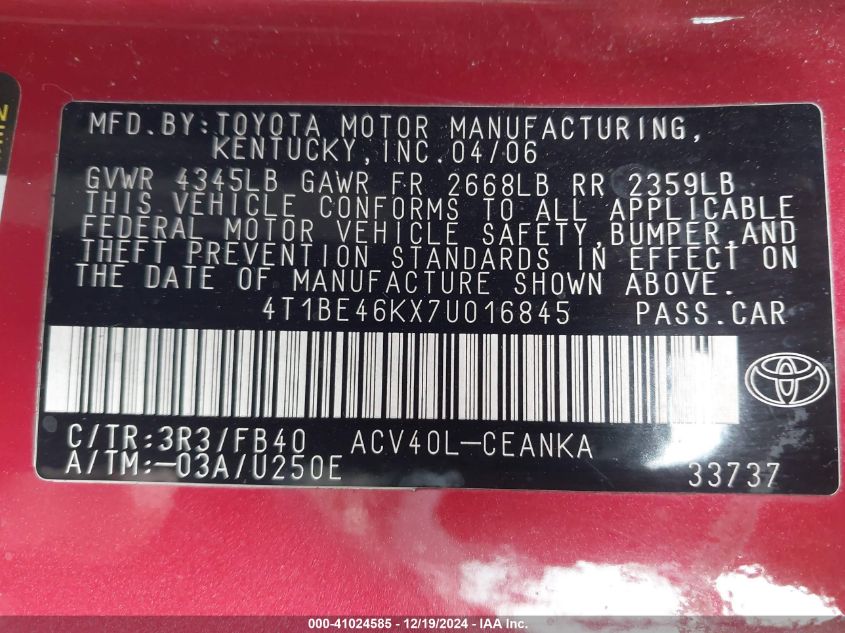 MFD.BY:TOYOTA MOTOR MANUFACTURING,
KENTUCKY,INC.04/06
GVWR 4345LB GAWR FR 2668LB RR 2359LB
THIS VEHICLE CONFORMS TO ALL APPLICABLE
FEDERAL MOTOR VEHICLE SAFETY,BUMPER,AND
THEFT PREVENTION STANDARDS IN EFFECT ON
THE DATE OF MANUFACTURE SHOWN ABOVE.
4T1BE46KX7U016845 PASS.CAR
C/TR:3R3/FB40 ACV40L-CEANKA
A/TM:-03A/U250E 33737
000-41024585 - 12/19/2024 - IAA Inc.